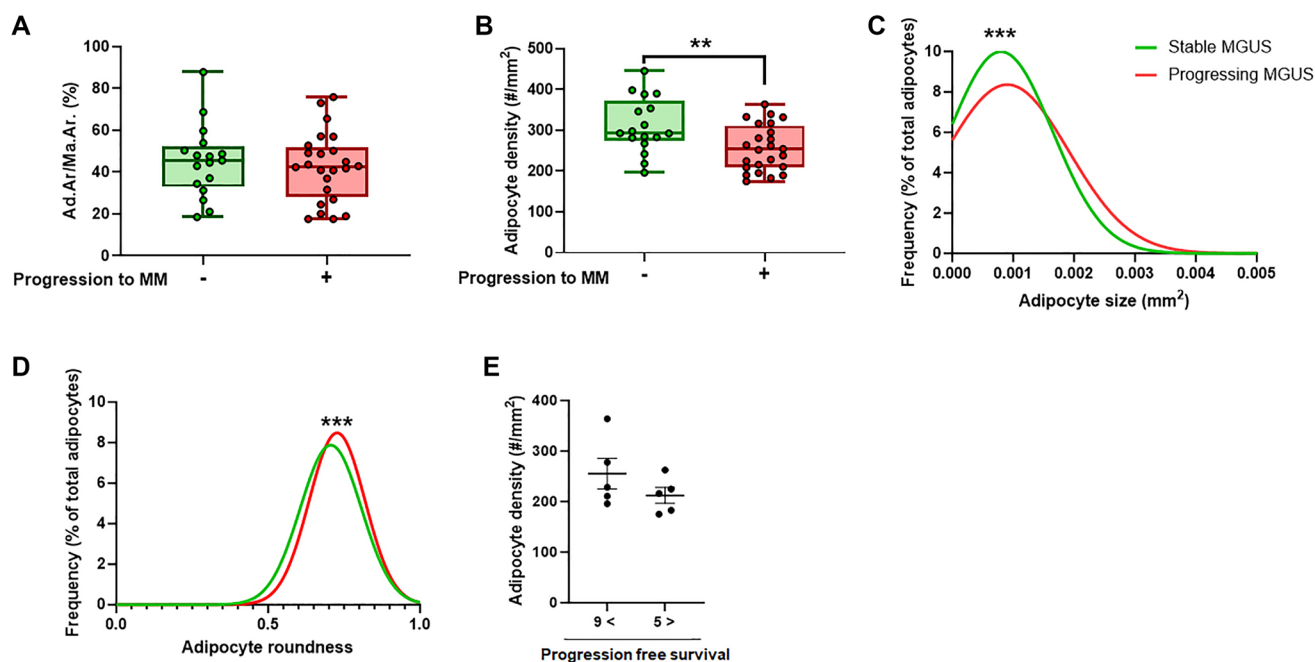 A
Ad.Ar/Ma.Ar. (%)
100
80
60
40
20
0
Progression to MM
-
+
B
Adipocyte density (#/mm²)
500
400
300
200
100
0
**
Progression to MM
-
+
C
Frequency (% of total adipocytes)
10
8
6
4
2
0
***
Stable MGUS
Progressing MGUS
0.000 0.001 0.002 0.003 0.004 0.005
Adipocyte size (mm²)
D
Frequency (% of total adipocytes)
10
8
6
4
2
0
***
0.0 0.5 1.0
Adipocyte roundness
E
Adipocyte density (#/mm²)
400
300
200
100
0
9 < 5 >
Progression free survival